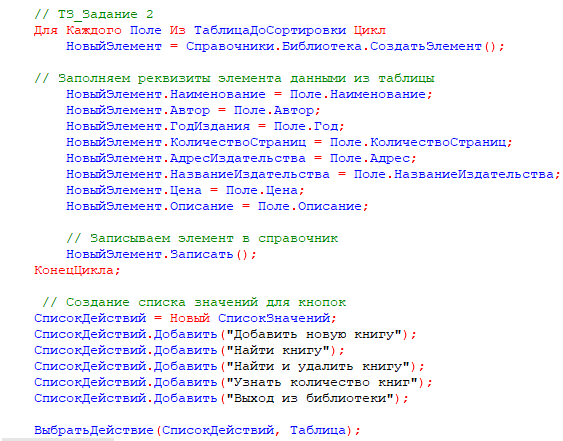 // ТЗ_Задание 2
Для Каждого Поле Из ТаблицаДоСортировки Цикл
НовыйЭлемент = Справочники.Библиотека.СоздатьЭлемент();
// Заполняем реквизиты элемента данными из таблицы
НовыйЭлемент.Наименование = Поле.Наименование;
НовыйЭлемент.Автор = Поле.Автор;
НовыйЭлемент.ГодИздания = Поле.Год;
НовыйЭлемент.КоличествоСтраниц = Поле.КоличествоСтраниц;
НовыйЭлемент.АдресИздательства = Поле.Адрес;
НовыйЭлемент.НазваниеИздательства = Поле.НазваниеИздательства;
НовыйЭлемент.Цена = Поле.Цена;
НовыйЭлемент.Описание = Поле.Описание;
// Записываем элемент в справочник
НовыйЭлемент.Записать();
КонецЦикла;
// Создание списка значений для кнопок
СписокДействий = Новый СписокЗначений;
СписокДействий.Добавить("Добавить новую книгу");
СписокДействий.Добавить("Найти книгу");
СписокДействий.Добавить("Найти и удалить книгу");
СписокДействий.Добавить("Узнать количество книг");
СписокДействий.Добавить("Выход из библиотеки");
ВыбратьДействие(СписокДействий, Таблица);